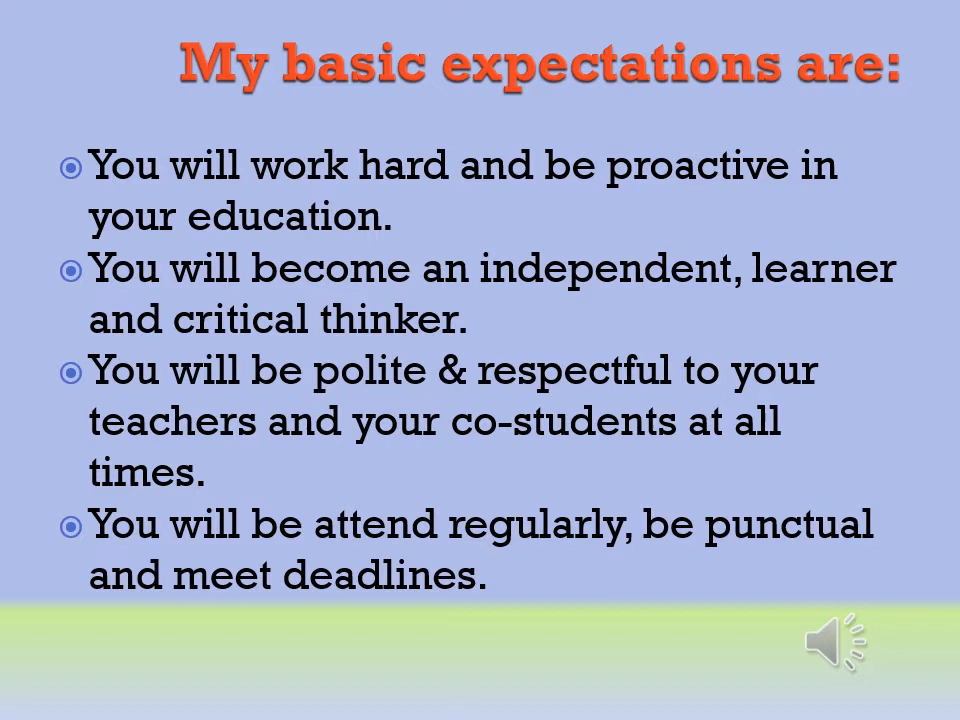 My basic expectations are:
You will work hard and be proactive in
your education.
You will become an independent, learner
and critical thinker.
You will be polite & respectful to your
teachers and your co-students at all
times.
You will be attend regularly, be punctual
and meet deadlines.